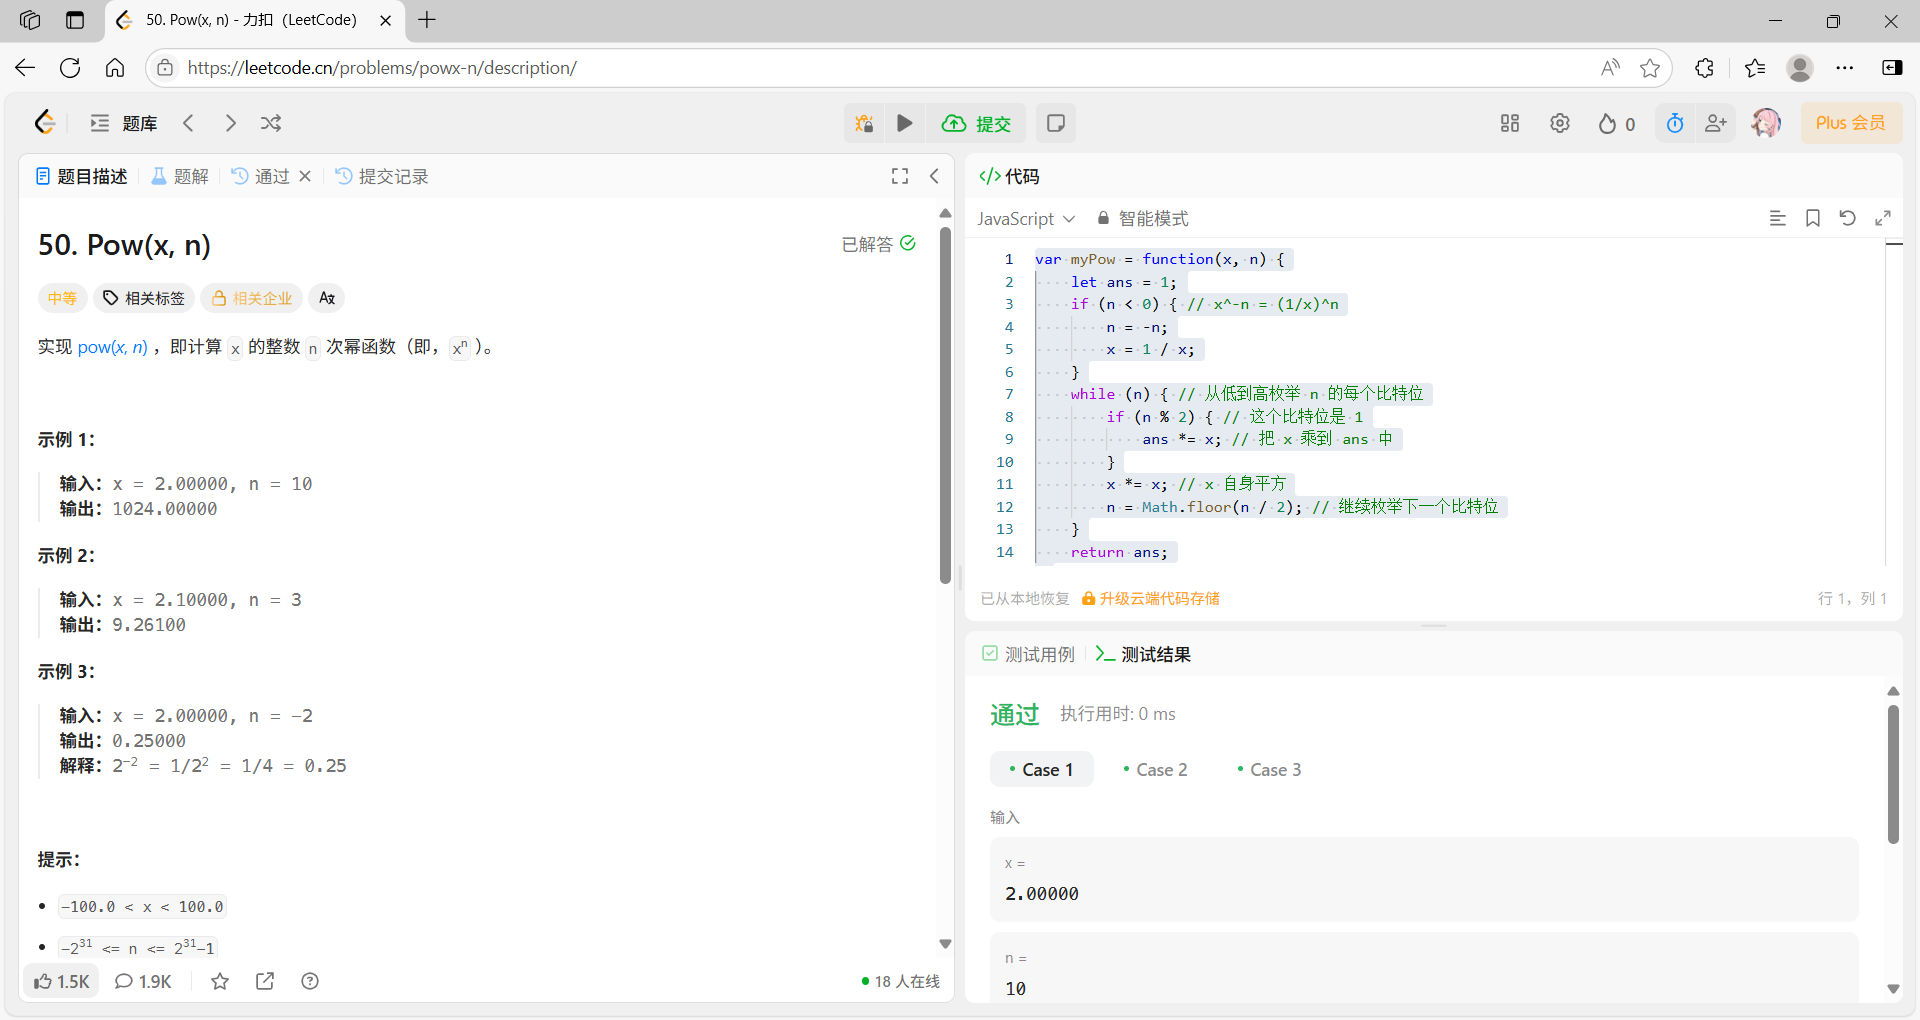 50. Pow(x, n) - 力扣（LeetCode）
https://leetcode.cn/problems/powx-n/description/
题库
提交
0
Plus 会员
题目描述
题解
通过
提交记录
50. Pow(x, n)
已解答
中等
相关标签
相关企业
实现 pow(x, n) ，即计算 x 的整数 n 次幂函数（即，xⁿ ）。
示例 1：
输入：x = 2.00000, n = 10
输出：1024.00000
示例 2：
输入：x = 2.10000, n = 3
输出：9.26100
示例 3：
输入：x = 2.00000, n = -2
输出：0.25000
解释：2⁻² = 1/2² = 1/4 = 0.25
提示：
-100.0 < x < 100.0
-2³¹ <= n <= 2³¹-1
1.5K
1.9K
18 人在线
代码
JavaScript
智能模式
1 var myPow = function(x, n) {
2     let ans = 1;
3     if (n < 0) { // x^-n = (1/x)^n
4         n = -n;
5         x = 1 / x;
6     }
7     while (n) { // 从低到高枚举 n 的每个比特位
8         if (n % 2) { // 这个比特位是 1
9             ans *= x; // 把 x 乘到 ans 中
10         }
11         x *= x; // x 自身平方
12         n = Math.floor(n / 2); // 继续枚举下一个比特位
13     }
14     return ans;
已从本地恢复
升级云端代码存储
行 1，列 1
测试用例
测试结果
通过
执行用时: 0 ms
Case 1
Case 2
Case 3
输入
x =
2.00000
n =
10